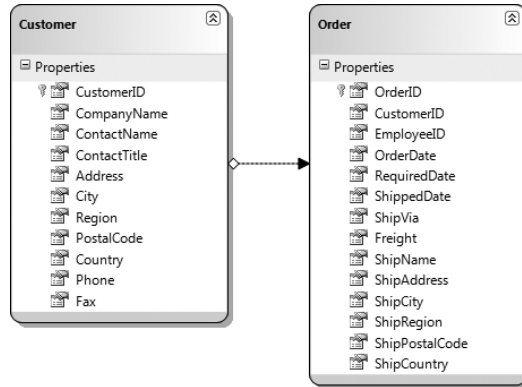 Customer
Properties
CustomerID
CompanyName
ContactName
ContactTitle
Address
City
Region
PostalCode
Country
Phone
Fax
Order
Properties
OrderID
CustomerID
EmployeeID
OrderDate
RequiredDate
ShippedDate
ShipVia
Freight
ShipName
ShipAddress
ShipCity
ShipRegion
ShipPostalCode
ShipCountry